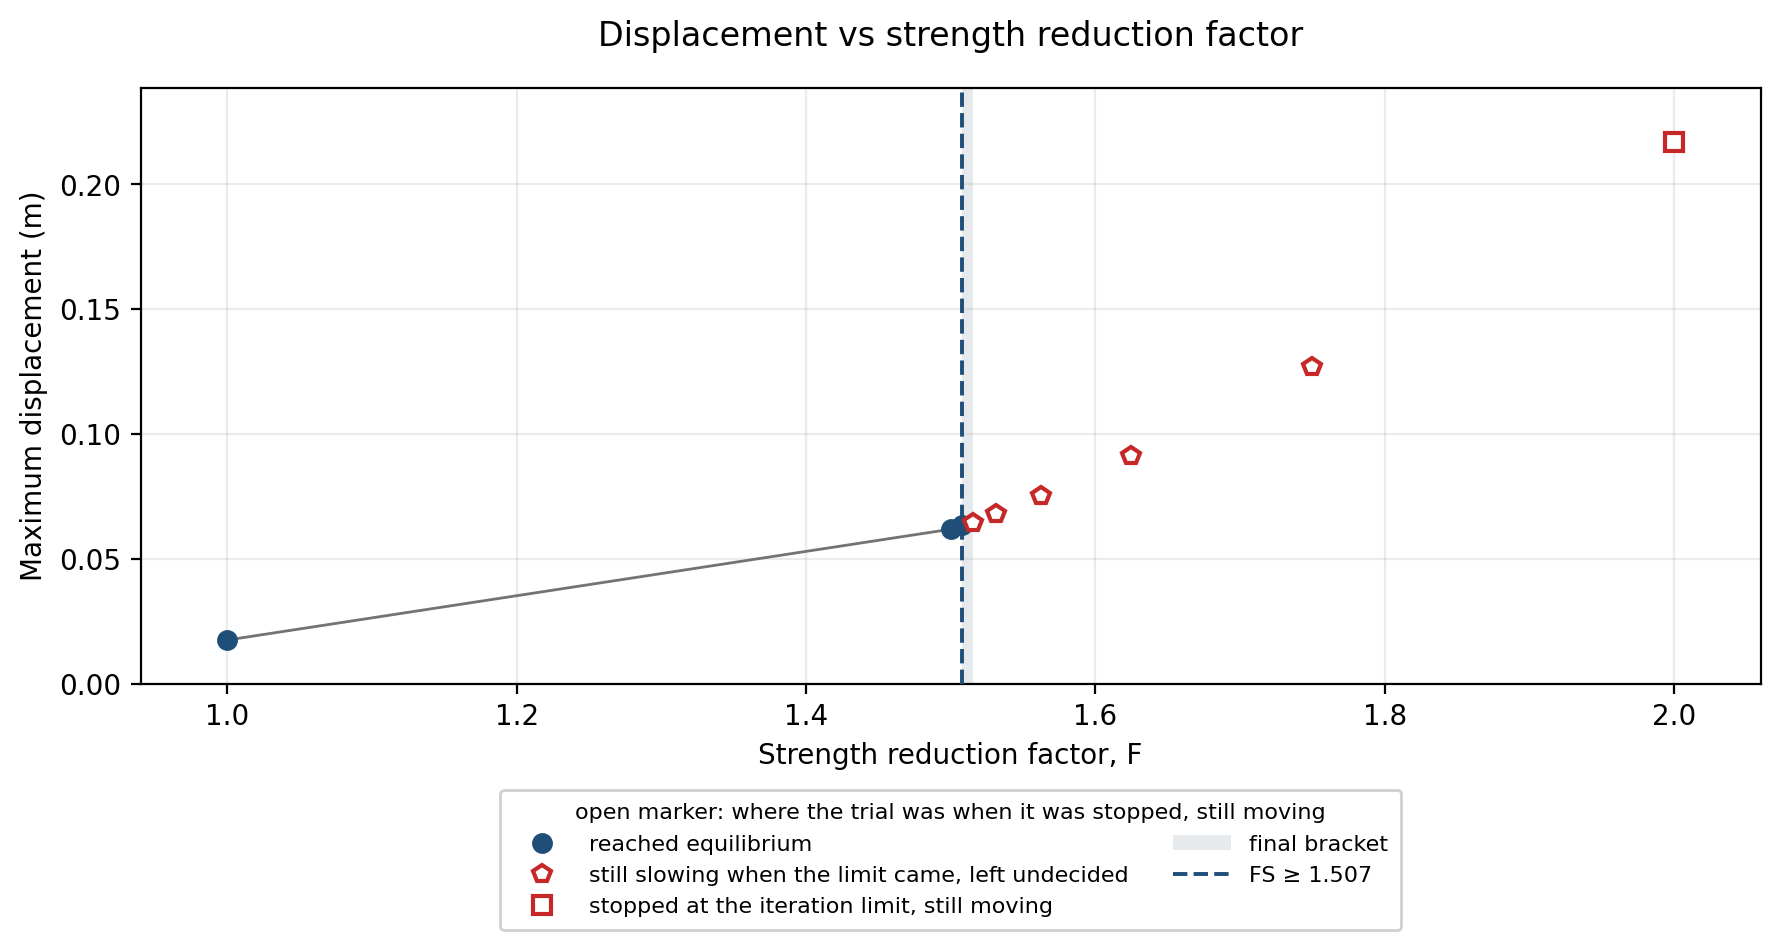 Displacement vs strength reduction factor
Maximum displacement (m)
0.20
0.15
0.10
0.05
0.00
1.0 1.2 1.4 1.6 1.8 2.0
Strength reduction factor, F
open marker: where the trial was when it was stopped, still moving
reached equilibrium
still slowing when the limit came, left undecided
stopped at the iteration limit, still moving
final bracket
FS ≥ 1.507